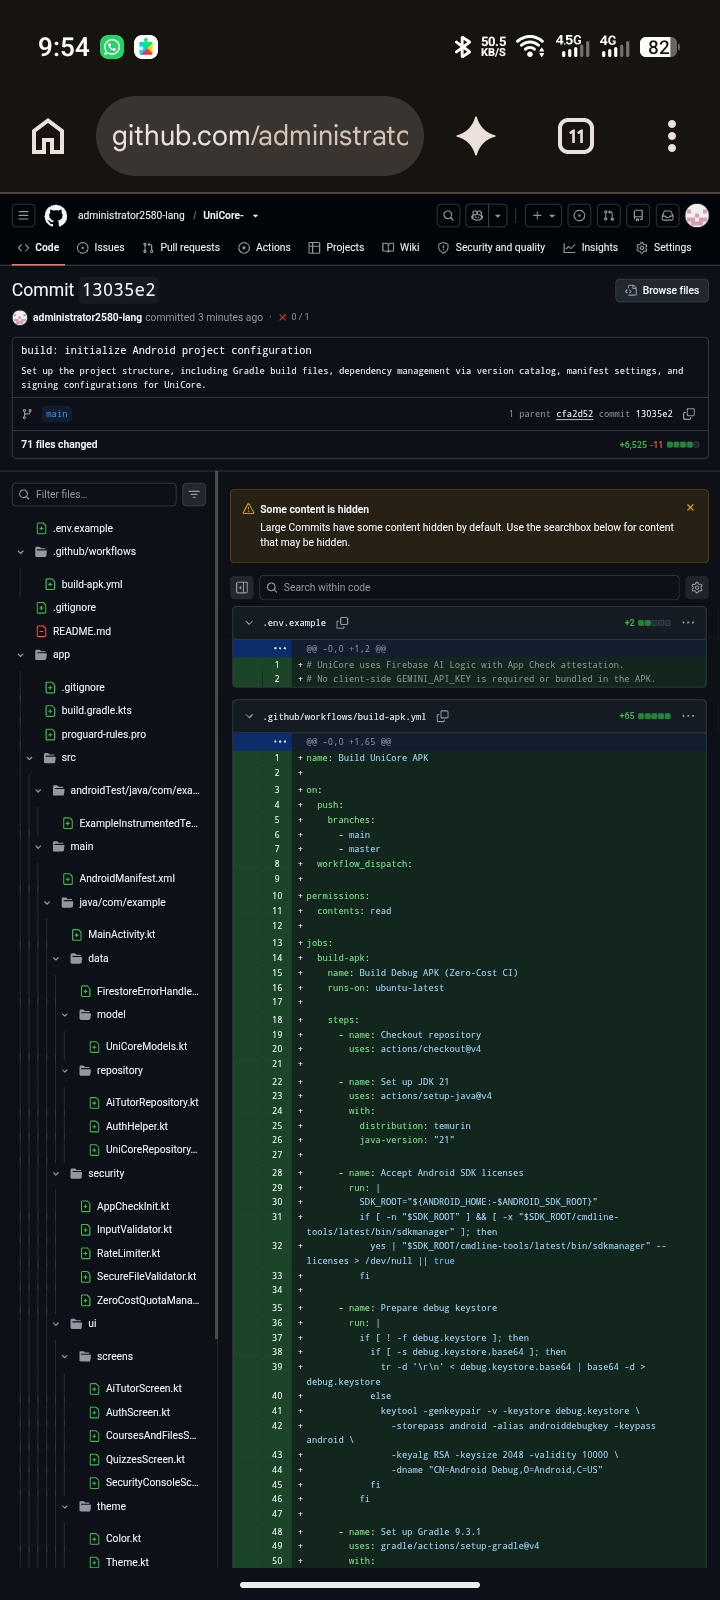 9:54
50.5
KB/S
4.5G
4G
82
github.com/administrato
11
administrator2580-lang / UniCore-
Code
Issues
Pull requests
Actions
Projects
Wiki
Security and quality
Insights
Settings
Commit 13035e2
Browse files
administrator2580-lang committed 3 minutes ago · 0 / 1
build: initialize Android project configuration
Set up the project structure, including Gradle build files, dependency management via version catalog, manifest settings, and
signing configurations for UniCore.
main
1 parent cfa2d52 commit 13035e2
71 files changed
+6,525 -11
Filter files...
.env.example
.github/workflows
build-apk.yml
.gitignore
README.md
app
.gitignore
build.gradle.kts
proguard-rules.pro
src
androidTest/java/com/exa...
ExampleInstrumentedTe...
main
AndroidManifest.xml
java/com/example
MainActivity.kt
data
FirestoreErrorHandle...
model
UniCoreModels.kt
repository
AiTutorRepository.kt
AuthHelper.kt
UniCoreRepository...
security
AppCheckInit.kt
InputValidator.kt
RateLimiter.kt
SecureFileValidator.kt
ZeroCostQuotaMana...
ui
screens
AiTutorScreen.kt
AuthScreen.kt
CoursesAndFilesS...
QuizzesScreen.kt
SecurityConsoleSc...
theme
Color.kt
Theme.kt
Some content is hidden
Large Commits have some content hidden by default. Use the searchbox below for content
that may be hidden.
Search within code
.env.example
+2
@@ -0,0 +1,2 @@
1 + # UniCore uses Firebase AI Logic with App Check attestation.
2 + # No client-side GEMINI_API_KEY is required or bundled in the APK.
.github/workflows/build-apk.yml
+65
@@ -0,0 +1,65 @@
1 + name: Build UniCore APK
2 +
3 + on:
4 + push:
5 + branches:
6 + - main
7 + - master
8 + workflow_dispatch:
9 +
10 + permissions:
11 + contents: read
12 +
13 + jobs:
14 + build-apk:
15 + name: Build Debug APK (Zero-Cost CI)
16 + runs-on: ubuntu-latest
17 +
18 + steps:
19 + - name: Checkout repository
20 + uses: actions/checkout@v4
21 +
22 + - name: Set up JDK 21
23 + uses: actions/setup-java@v4
24 + with:
25 + distribution: temurin
26 + java-version: "21"
27 +
28 + - name: Accept Android SDK licenses
29 + run: |
30 + SDK_ROOT="${ANDROID_HOME:-$ANDROID_SDK_ROOT}"
31 + if [ -n "$SDK_ROOT" ] && [ -x "$SDK_ROOT/cmdline-
tools/latest/bin/sdkmanager" ]; then
32 + yes | "$SDK_ROOT/cmdline-tools/latest/bin/sdkmanager" --
licenses > /dev/null || true
33 + fi
34 +
35 + - name: Prepare debug keystore
36 + run: |
37 + if [ ! -f debug.keystore ]; then
38 + if [ -s debug.keystore.base64 ]; then
39 + tr -d '\r\n' < debug.keystore.base64 | base64 -d >
debug.keystore
40 + else
41 + keytool -genkeypair -v -keystore debug.keystore \
42 + -storepass android -alias androiddebugkey -keypass
android \
43 + -keyalg RSA -keysize 2048 -validity 10000 \
44 + -dname "CN=Android Debug,O=Android,C=US"
45 + fi
46 + fi
47 +
48 + - name: Set up Gradle 9.3.1
49 + uses: gradle/actions/setup-gradle@v4
50 + with: